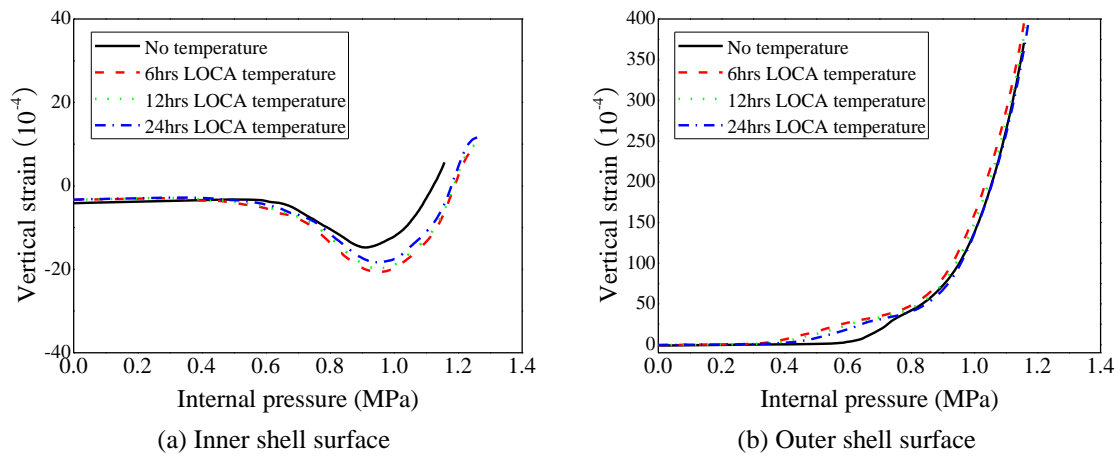 40
20
0
-20
-40
Vertical strain (10⁻⁴)
No temperature
6hrs LOCA temperature
12hrs LOCA temperature
24hrs LOCA temperature
0.0 0.2 0.4 0.6 0.8 1.0 1.2 1.4
Internal pressure (MPa)
(a) Inner shell surface
400
350
300
250
200
150
100
50
0
Vertical strain (10⁻⁴)
No temperature
6hrs LOCA temperature
12hrs LOCA temperature
24hrs LOCA temperature
0.0 0.2 0.4 0.6 0.8 1.0 1.2 1.4
Internal pressure (MPa)
(b) Outer shell surface